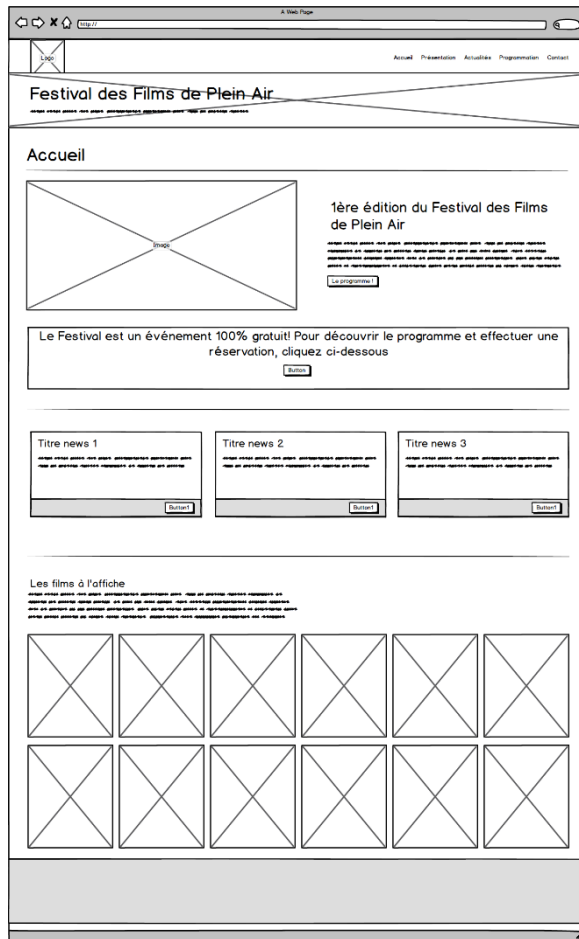 A Web Page
http://
Logo
Accueil Présentation Actualités Programmation Contact
Festival des Films de Plein Air
Accueil
Image
1ère édition du Festival des Films
de Plein Air
Le programme !
Le Festival est un événement 100% gratuit! Pour découvrir le programme et effectuer une
réservation, cliquez ci-dessous
Button
Titre news 1
Titre news 2
Titre news 3
Button1
Button1
Button1
Les films à l'affiche